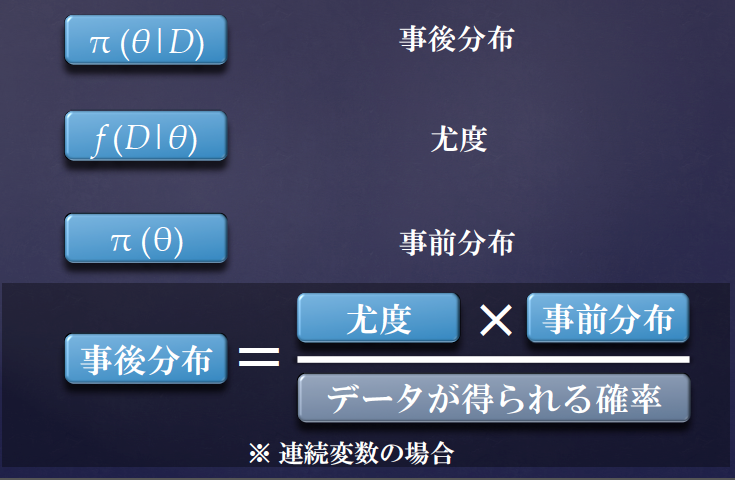 π (θ | D) 事後分布
f (D | θ) 尤度
π (θ) 事前分布
尤度 × 事前分布
事後分布 =
データが得られる確率
※ 連続変数の場合